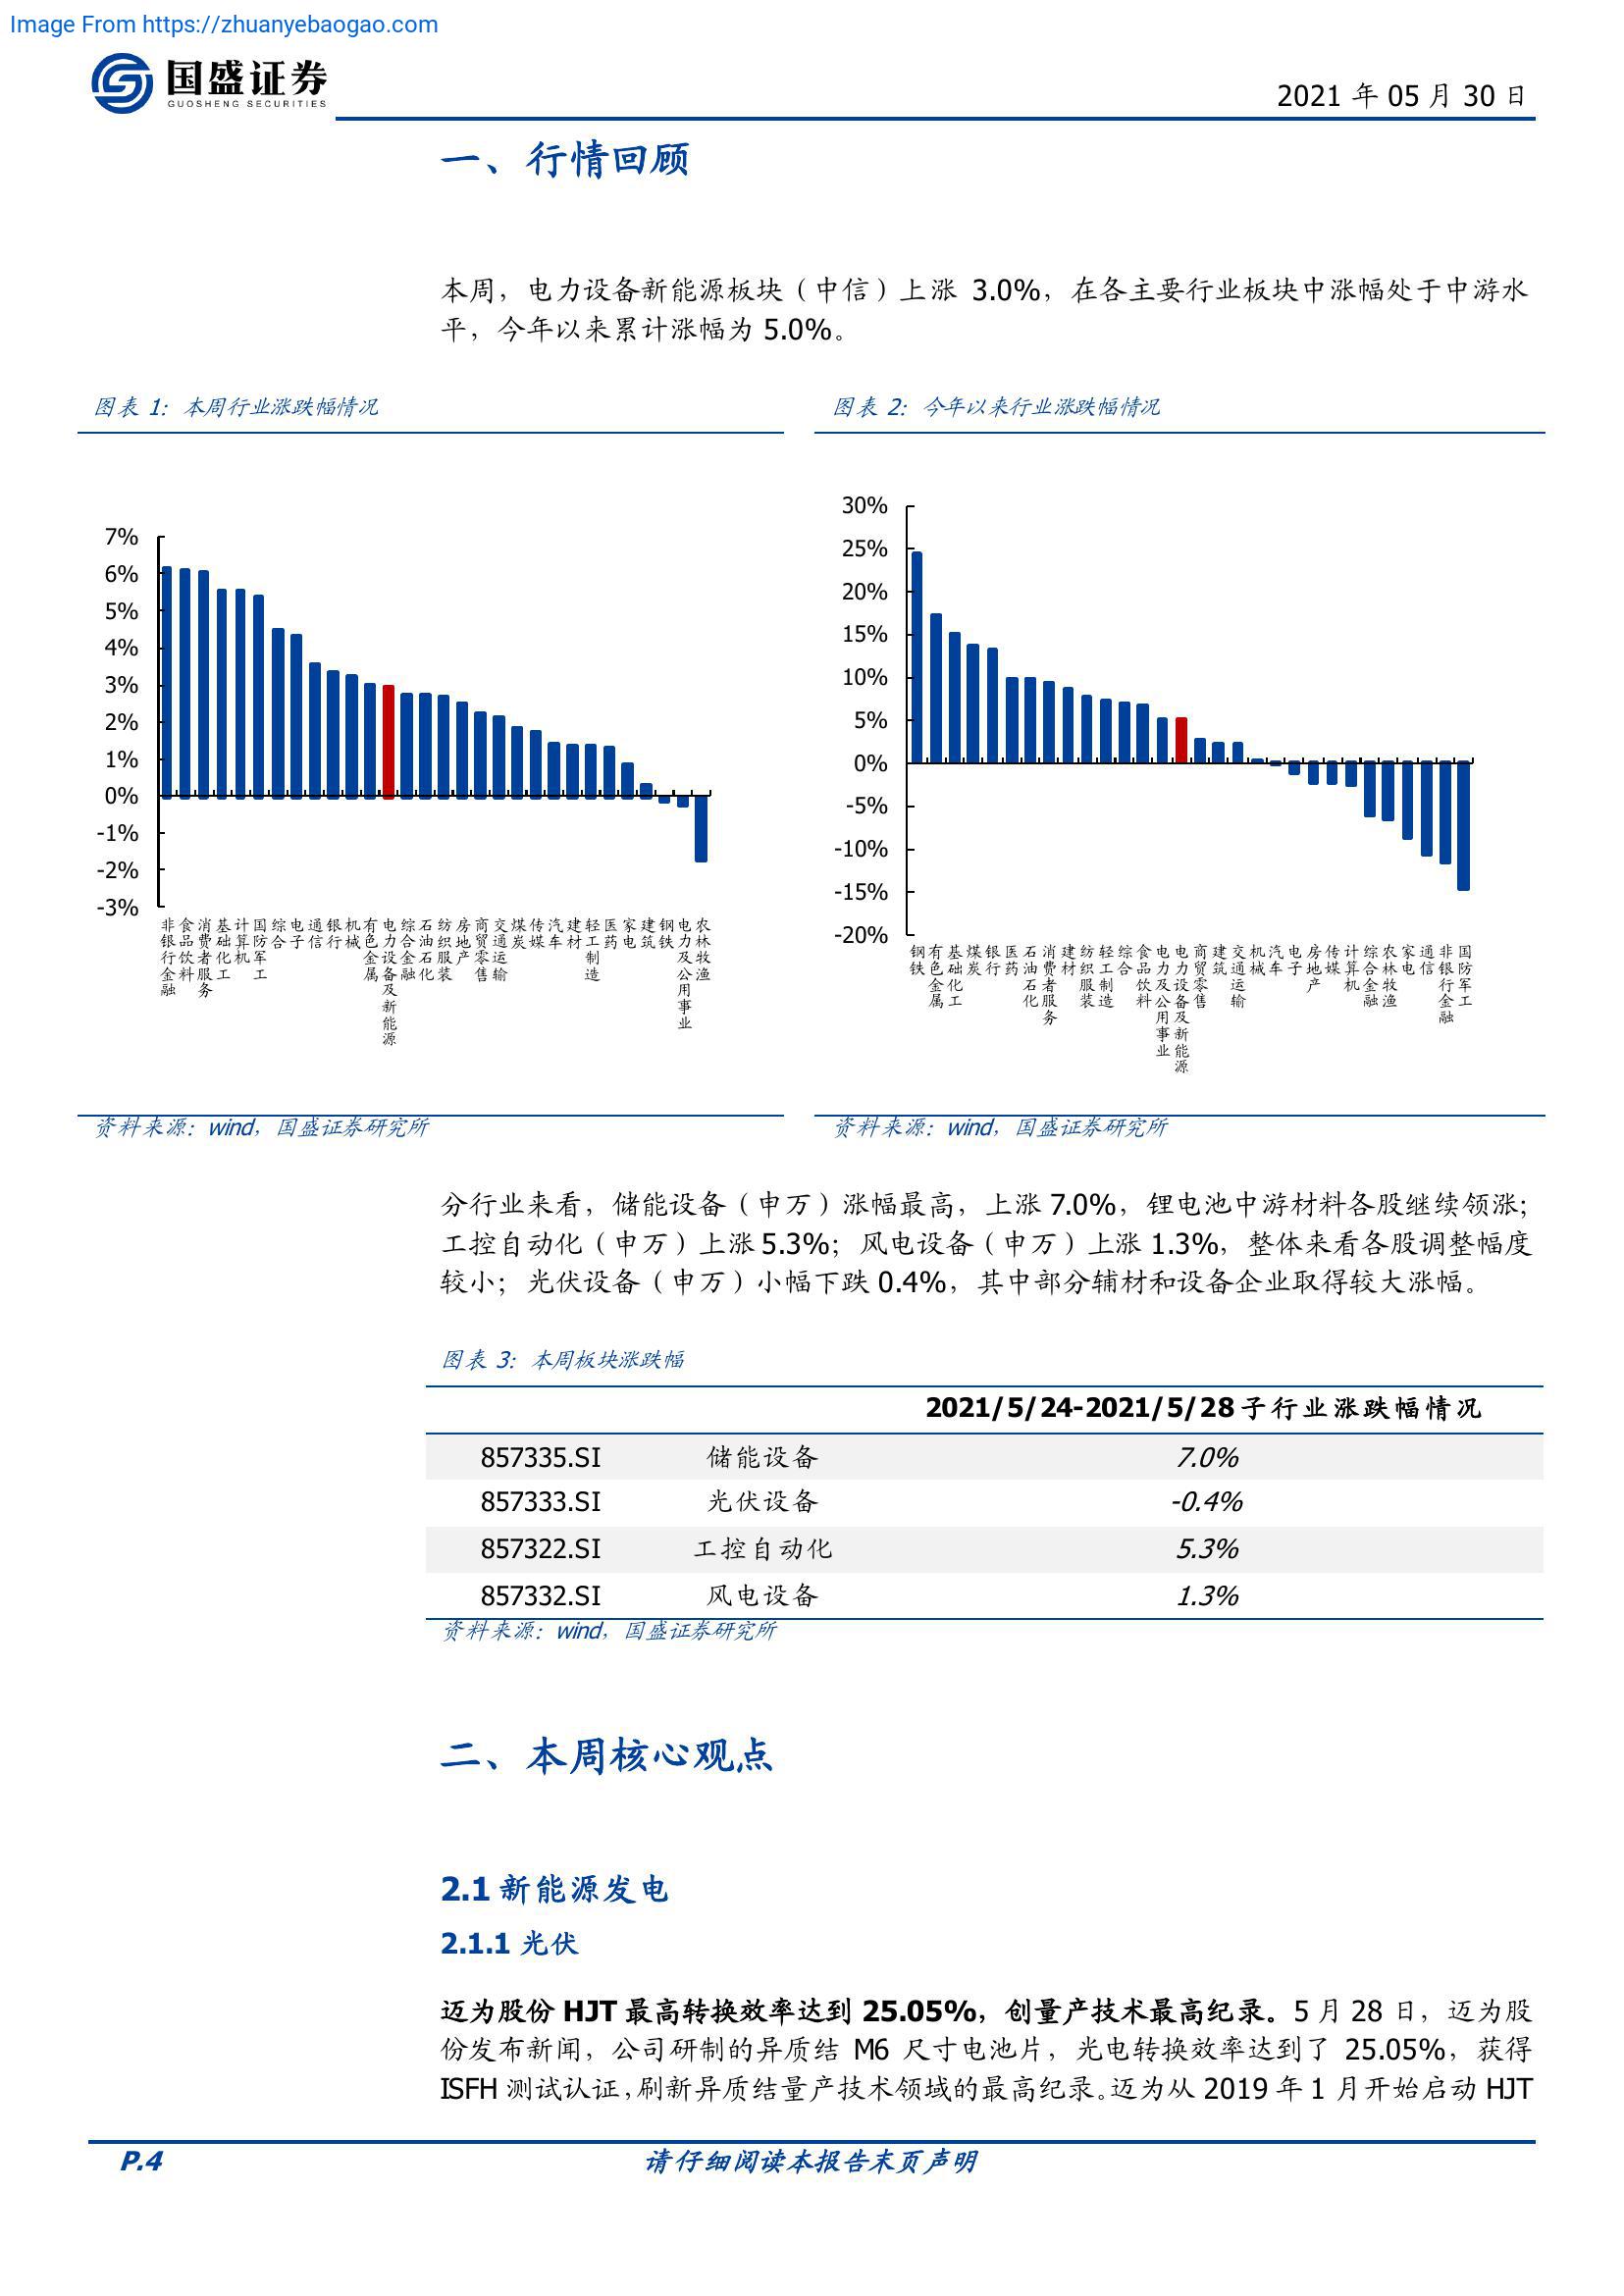 Image From https://zhuanyebaogao.com
国盛证券
GUOSHENG SECURITIES
2021 年 05 月 30 日
一、行情回顾
本周，电力设备新能源板块（中信）上涨 3.0%，在各主要行业板块中涨幅处于中游水
平，今年以来累计涨幅为 5.0%。
图表 1：本周行业涨跌幅情况
7%
6%
5%
4%
3%
2%
1%
0%
-1%
-2%
-3%
非银行金融
食品饮料
消费者服务
基础化工
计算机
国防军工
综合
电子
通信
银行
机械
有色金属
电力设备及新能源
综合金融
石油石化
纺织服装
房地产
商贸零售
交通运输
煤炭
传媒
汽车
建材
轻工制造
医药
家电
建筑
钢铁
电力及公用事业
农林牧渔
资料来源：wind，国盛证券研究所
图表 2：今年以来行业涨跌幅情况
30%
25%
20%
15%
10%
5%
0%
-5%
-10%
-15%
-20%
钢铁
有色金属
基础化工
煤炭
银行
医药
石油石化
消费者服务
建材
纺织服装
轻工制造
综合
食品饮料
电力及公用事业
电力设备及新能源
商贸零售
建筑
交通运输
机械
汽车
电子
房地产
传媒
计算机
综合金融
农林牧渔
家电
通信
非银行金融
国防军工
资料来源：wind，国盛证券研究所
分行业来看，储能设备（申万）涨幅最高，上涨 7.0%，锂电池中游材料各股继续领涨；
工控自动化（申万）上涨 5.3%；风电设备（申万）上涨 1.3%，整体来看各股调整幅度
较小；光伏设备（申万）小幅下跌 0.4%，其中部分辅材和设备企业取得较大涨幅。
图表 3：本周板块涨跌幅
2021/5/24-2021/5/28 子行业涨跌幅情况
857335.SI 储能设备 7.0%
857333.SI 光伏设备 -0.4%
857322.SI 工控自动化 5.3%
857332.SI 风电设备 1.3%
资料来源：wind，国盛证券研究所
二、本周核心观点
2.1 新能源发电
2.1.1 光伏
迈为股份 HJT 最高转换效率达到 25.05%，创量产技术最高纪录。5 月 28 日，迈为股
份发布新闻，公司研制的异质结 M6 尺寸电池片，光电转换效率达到了 25.05%，获得
ISFH 测试认证，刷新异质结量产技术领域的最高纪录。迈为从 2019 年 1 月开始启动 HJT
P.4
请仔细阅读本报告末页声明